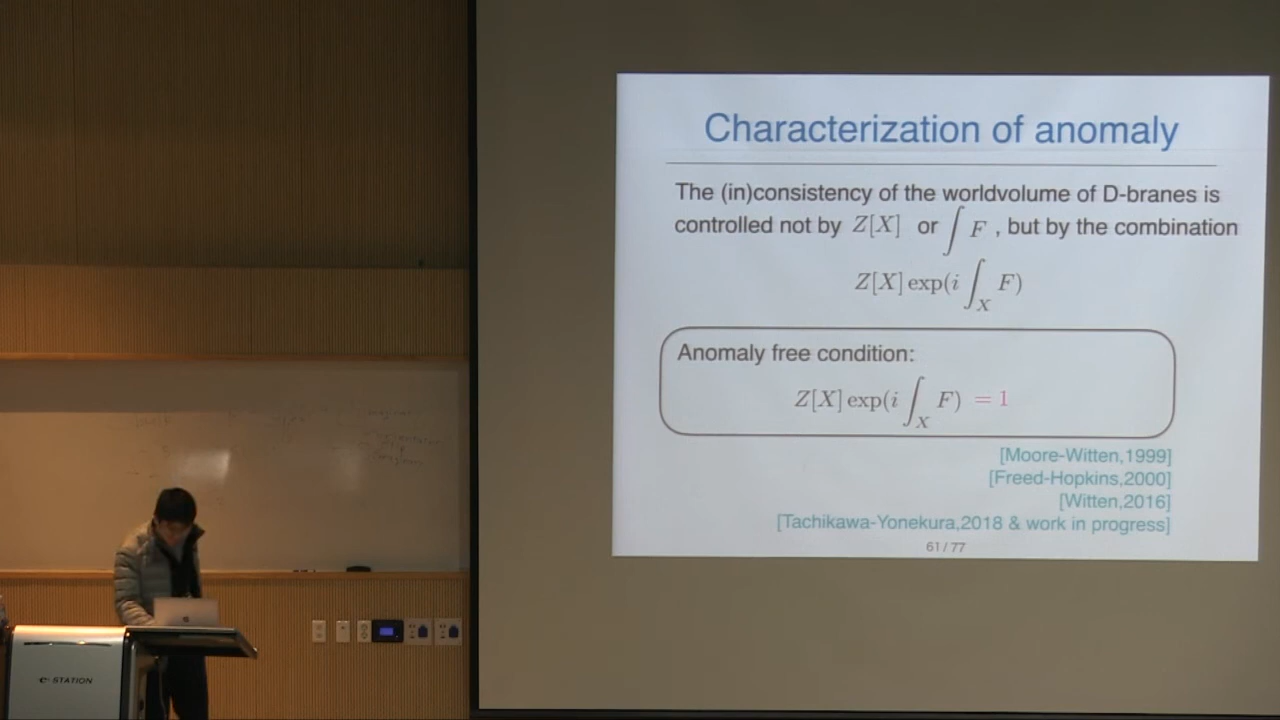 Characterization of anomaly
The (in)consistency of the worldvolume of D-branes is
controlled not by Z[X] or ∫ F , but by the combination
Z[X] exp(i ∫_X F)
Anomaly free condition:
Z[X] exp(i ∫_X F) = 1
[Moore-Witten,1999]
[Freed-Hopkins,2000]
[Witten,2016]
[Tachikawa-Yonekura,2018 & work in progress]
61 / 77
e-STATION